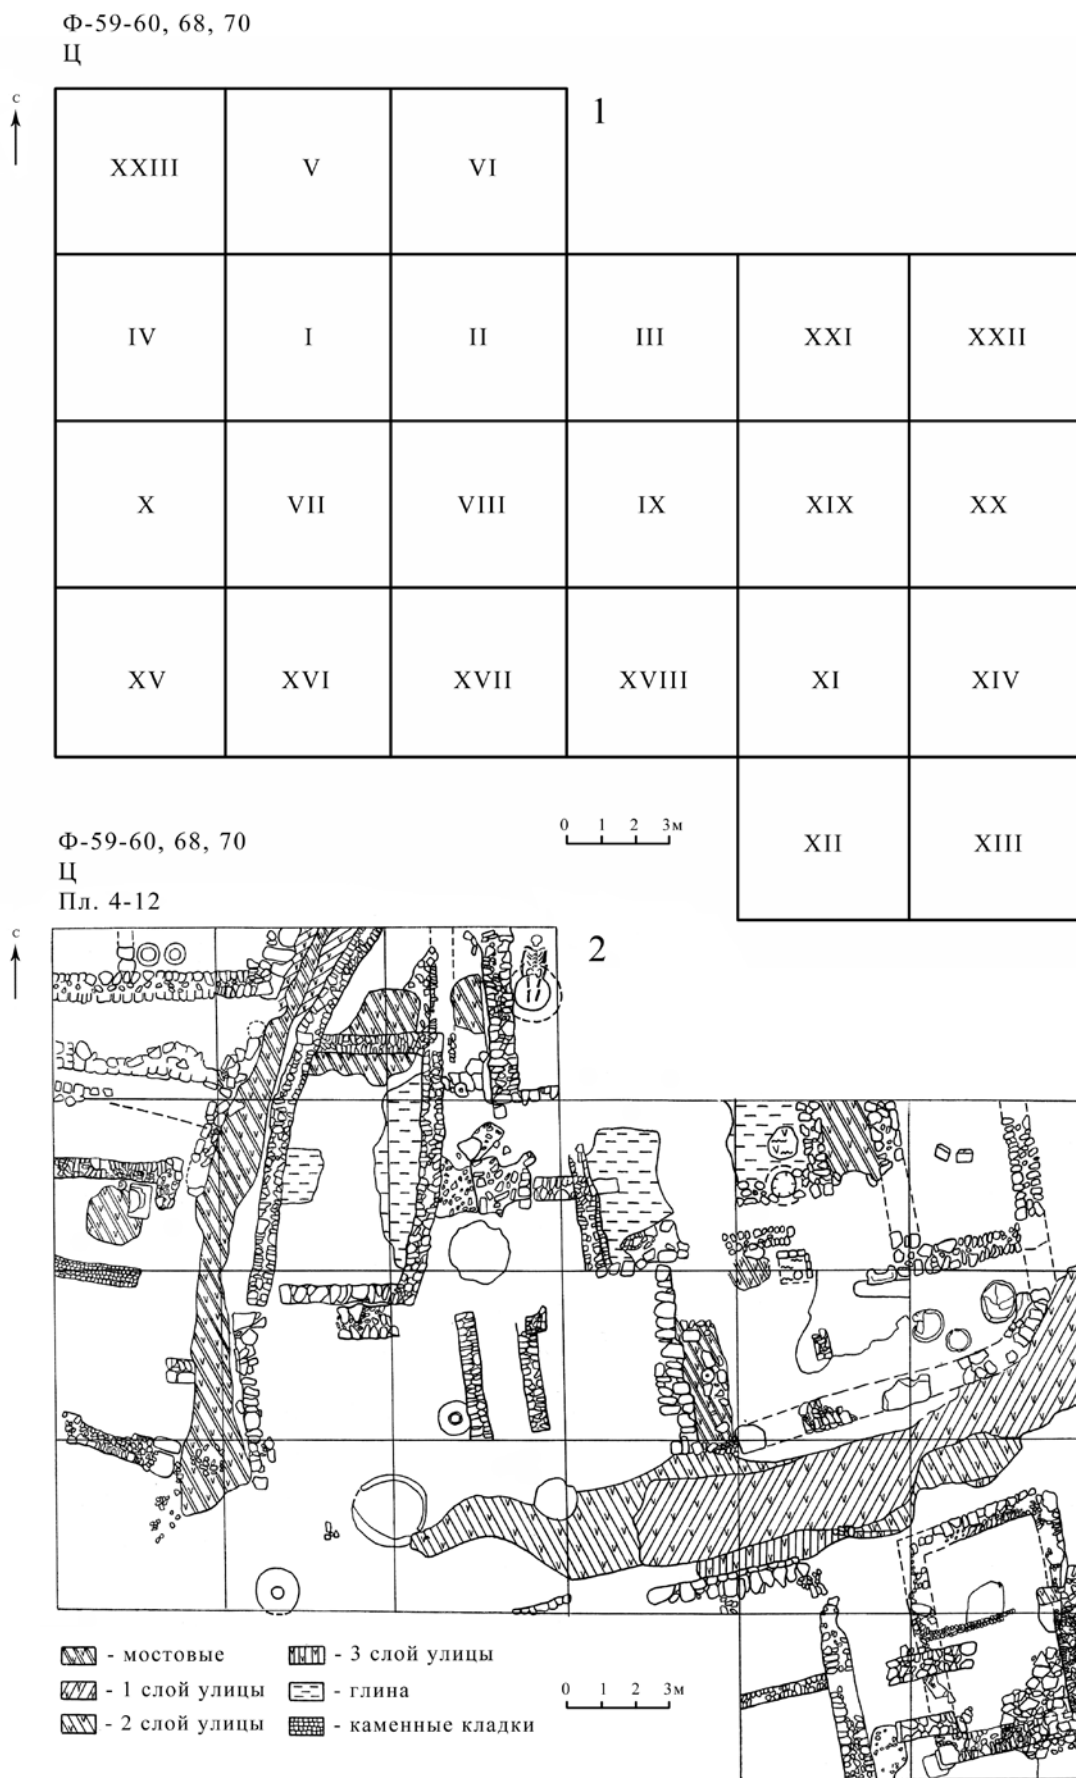 Ф-59-60, 68, 70
Ц
с
1
XXIII V VI
IV I II III XXI XXII
X VII VIII IX XIX XX
XV XVI XVII XVIII XI XIV
0 1 2 3м
XII XIII
Ф-59-60, 68, 70
Ц
Пл. 4-12
с
2
- мостовые
- 1 слой улицы
- 2 слой улицы
- 3 слой улицы
- глина
- каменные кладки
0 1 2 3м